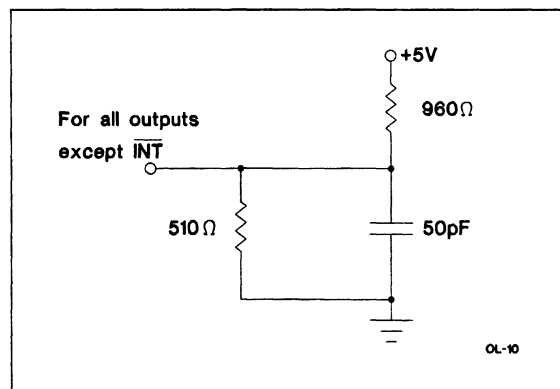 +5V
960Ω
For all outputs
except INT
510Ω
50pF
OL-10